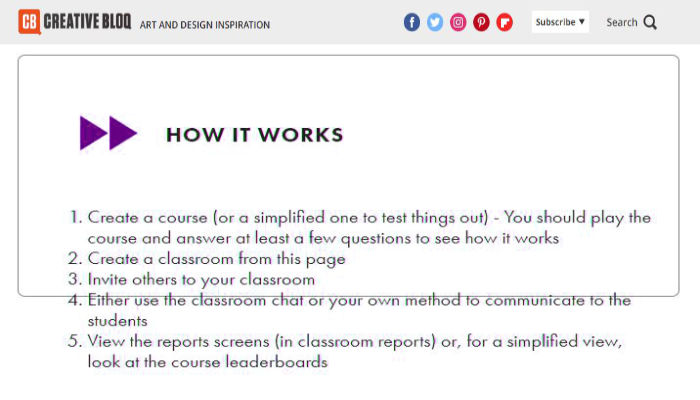 CB CREATIVE BLOQ ART AND DESIGN INSPIRATION Subscribe ▼ Search
HOW IT WORKS
1. Create a course (or a simplified one to test things out) - You should play the
course and answer at least a few questions to see how it works
2. Create a classroom from this page
3. Invite others to your classroom
4. Either use the classroom chat or your own method to communicate to the
students
5. View the reports screens (in classroom reports) or, for a simplified view,
look at the course leaderboards